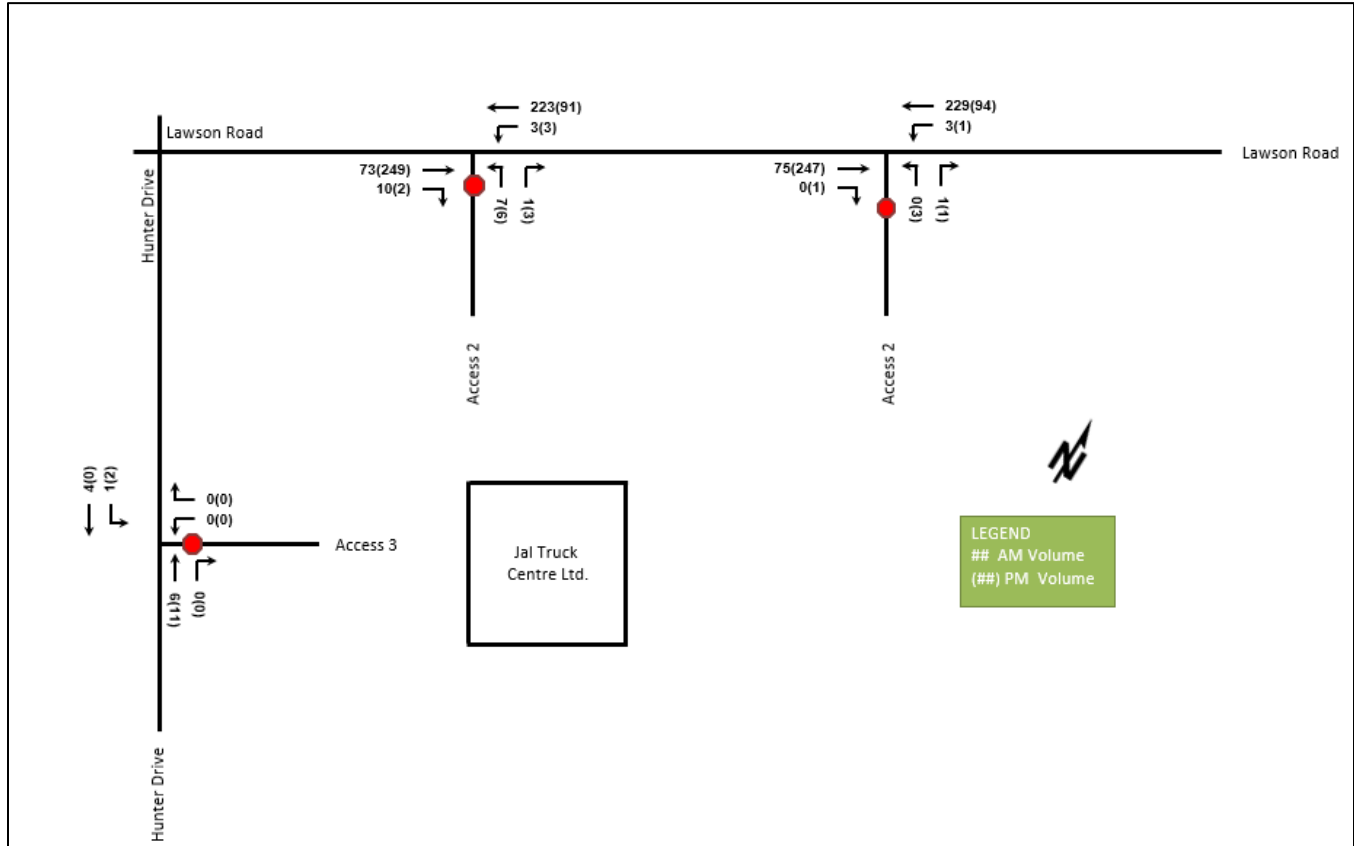 223(91)
3(3)
229(94)
3(1)
Lawson Road
Lawson Road
73(249)
10(2)
7(6)
1(3)
75(247)
0(1)
0(3)
1(1)
Hunter Drive
Access 2
Access 2
4(0)
1(2)
0(0)
0(0)
Access 3
6(11)
0(0)
Jal Truck
Centre Ltd.
N
LEGEND
## AM Volume
(##) PM Volume
Hunter Drive